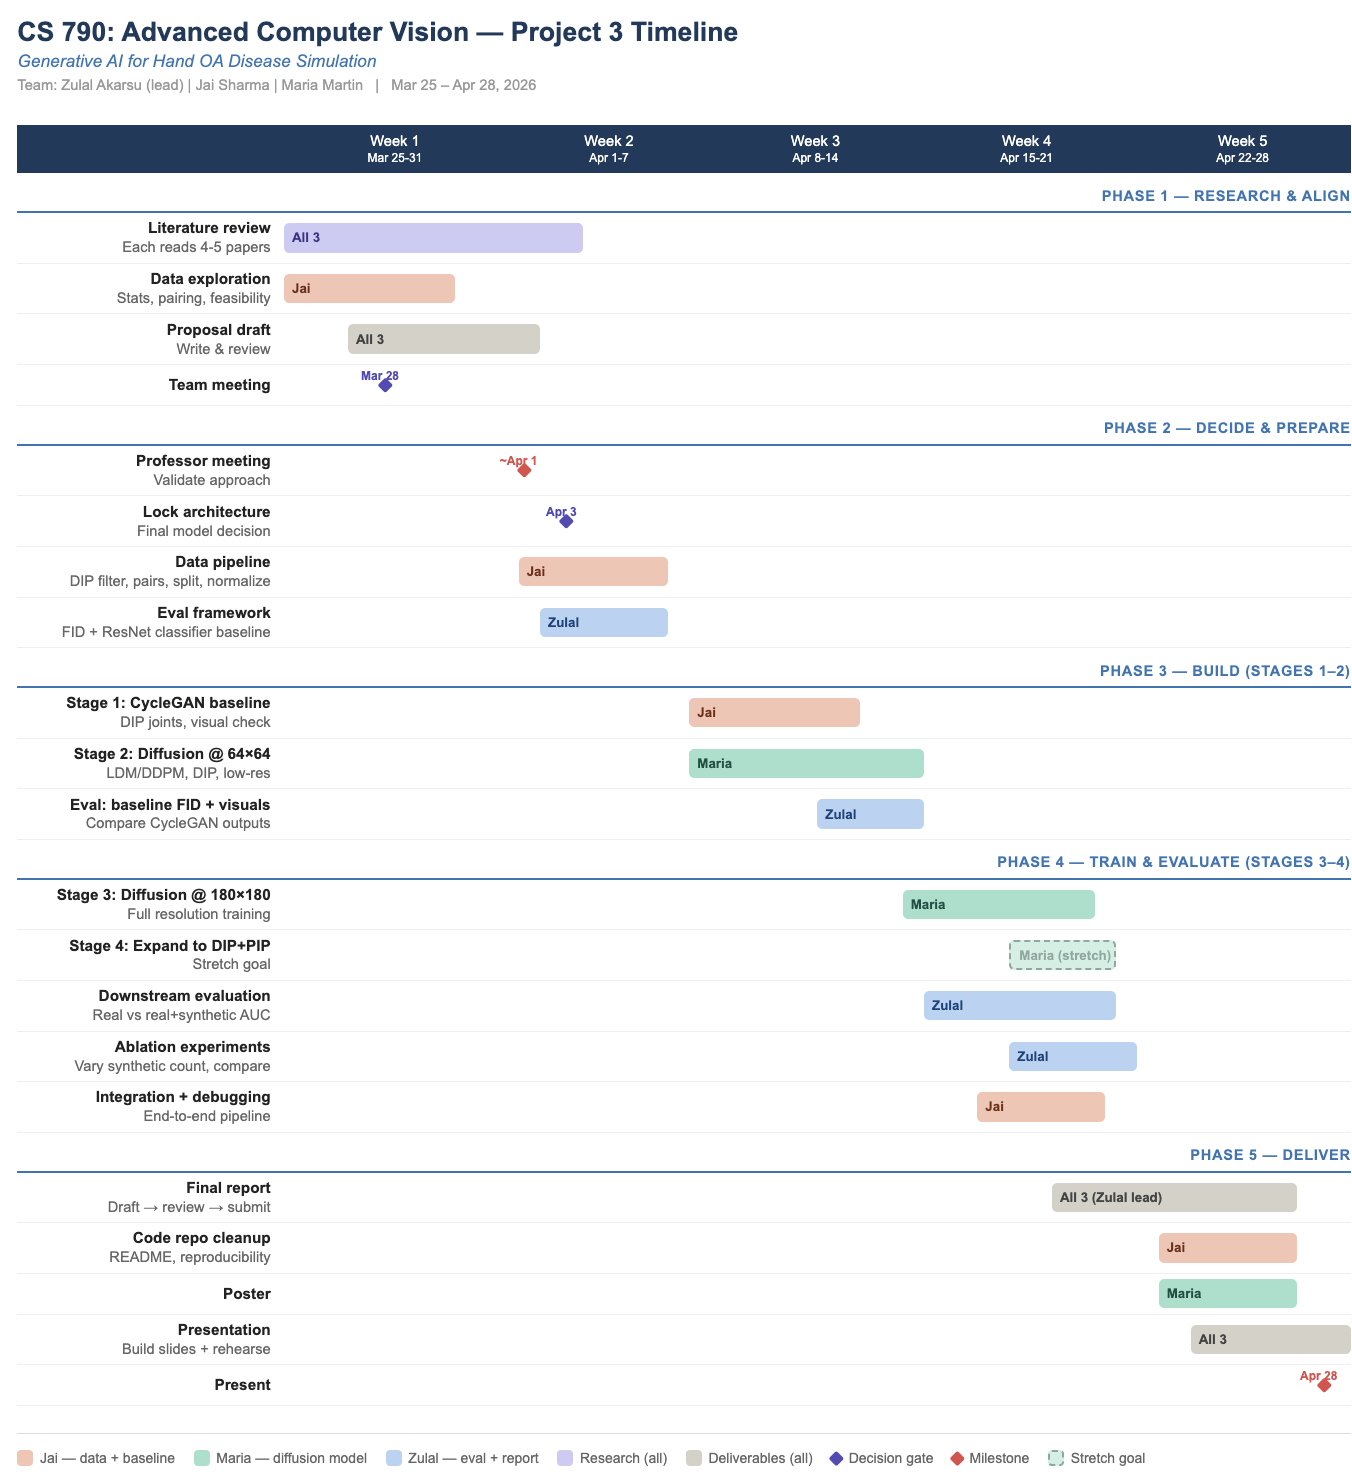 CS 790: Advanced Computer Vision — Project 3 Timeline
Generative AI for Hand OA Disease Simulation
Team: Zulal Akarsu (lead) | Jai Sharma | Maria Martin | Mar 25 – Apr 28, 2026
Week 1 Week 2 Week 3 Week 4 Week 5
Mar 25-31 Apr 1-7 Apr 8-14 Apr 15-21 Apr 22-28
PHASE 1 — RESEARCH & ALIGN
Literature review
Each reads 4-5 papers
All 3
Data exploration
Stats, pairing, feasibility
Jai
Proposal draft
Write & review
All 3
Team meeting
Mar 28
PHASE 2 — DECIDE & PREPARE
Professor meeting
Validate approach
~Apr 1
Lock architecture
Final model decision
Apr 3
Data pipeline
DIP filter, pairs, split, normalize
Jai
Eval framework
FID + ResNet classifier baseline
Zulal
PHASE 3 — BUILD (STAGES 1–2)
Stage 1: CycleGAN baseline
DIP joints, visual check
Jai
Stage 2: Diffusion @ 64×64
LDM/DDPM, DIP, low-res
Maria
Eval: baseline FID + visuals
Compare CycleGAN outputs
Zulal
PHASE 4 — TRAIN & EVALUATE (STAGES 3–4)
Stage 3: Diffusion @ 180×180
Full resolution training
Maria
Stage 4: Expand to DIP+PIP
Stretch goal
Maria (stretch)
Downstream evaluation
Real vs real+synthetic AUC
Zulal
Ablation experiments
Vary synthetic count, compare
Zulal
Integration + debugging
End-to-end pipeline
Jai
PHASE 5 — DELIVER
Final report
Draft → review → submit
All 3 (Zulal lead)
Code repo cleanup
README, reproducibility
Jai
Poster
Maria
Presentation
Build slides + rehearse
All 3
Present
Apr 28
Jai — data + baseline Maria — diffusion model Zulal — eval + report Research (all) Deliverables (all) Decision gate Milestone Stretch goal